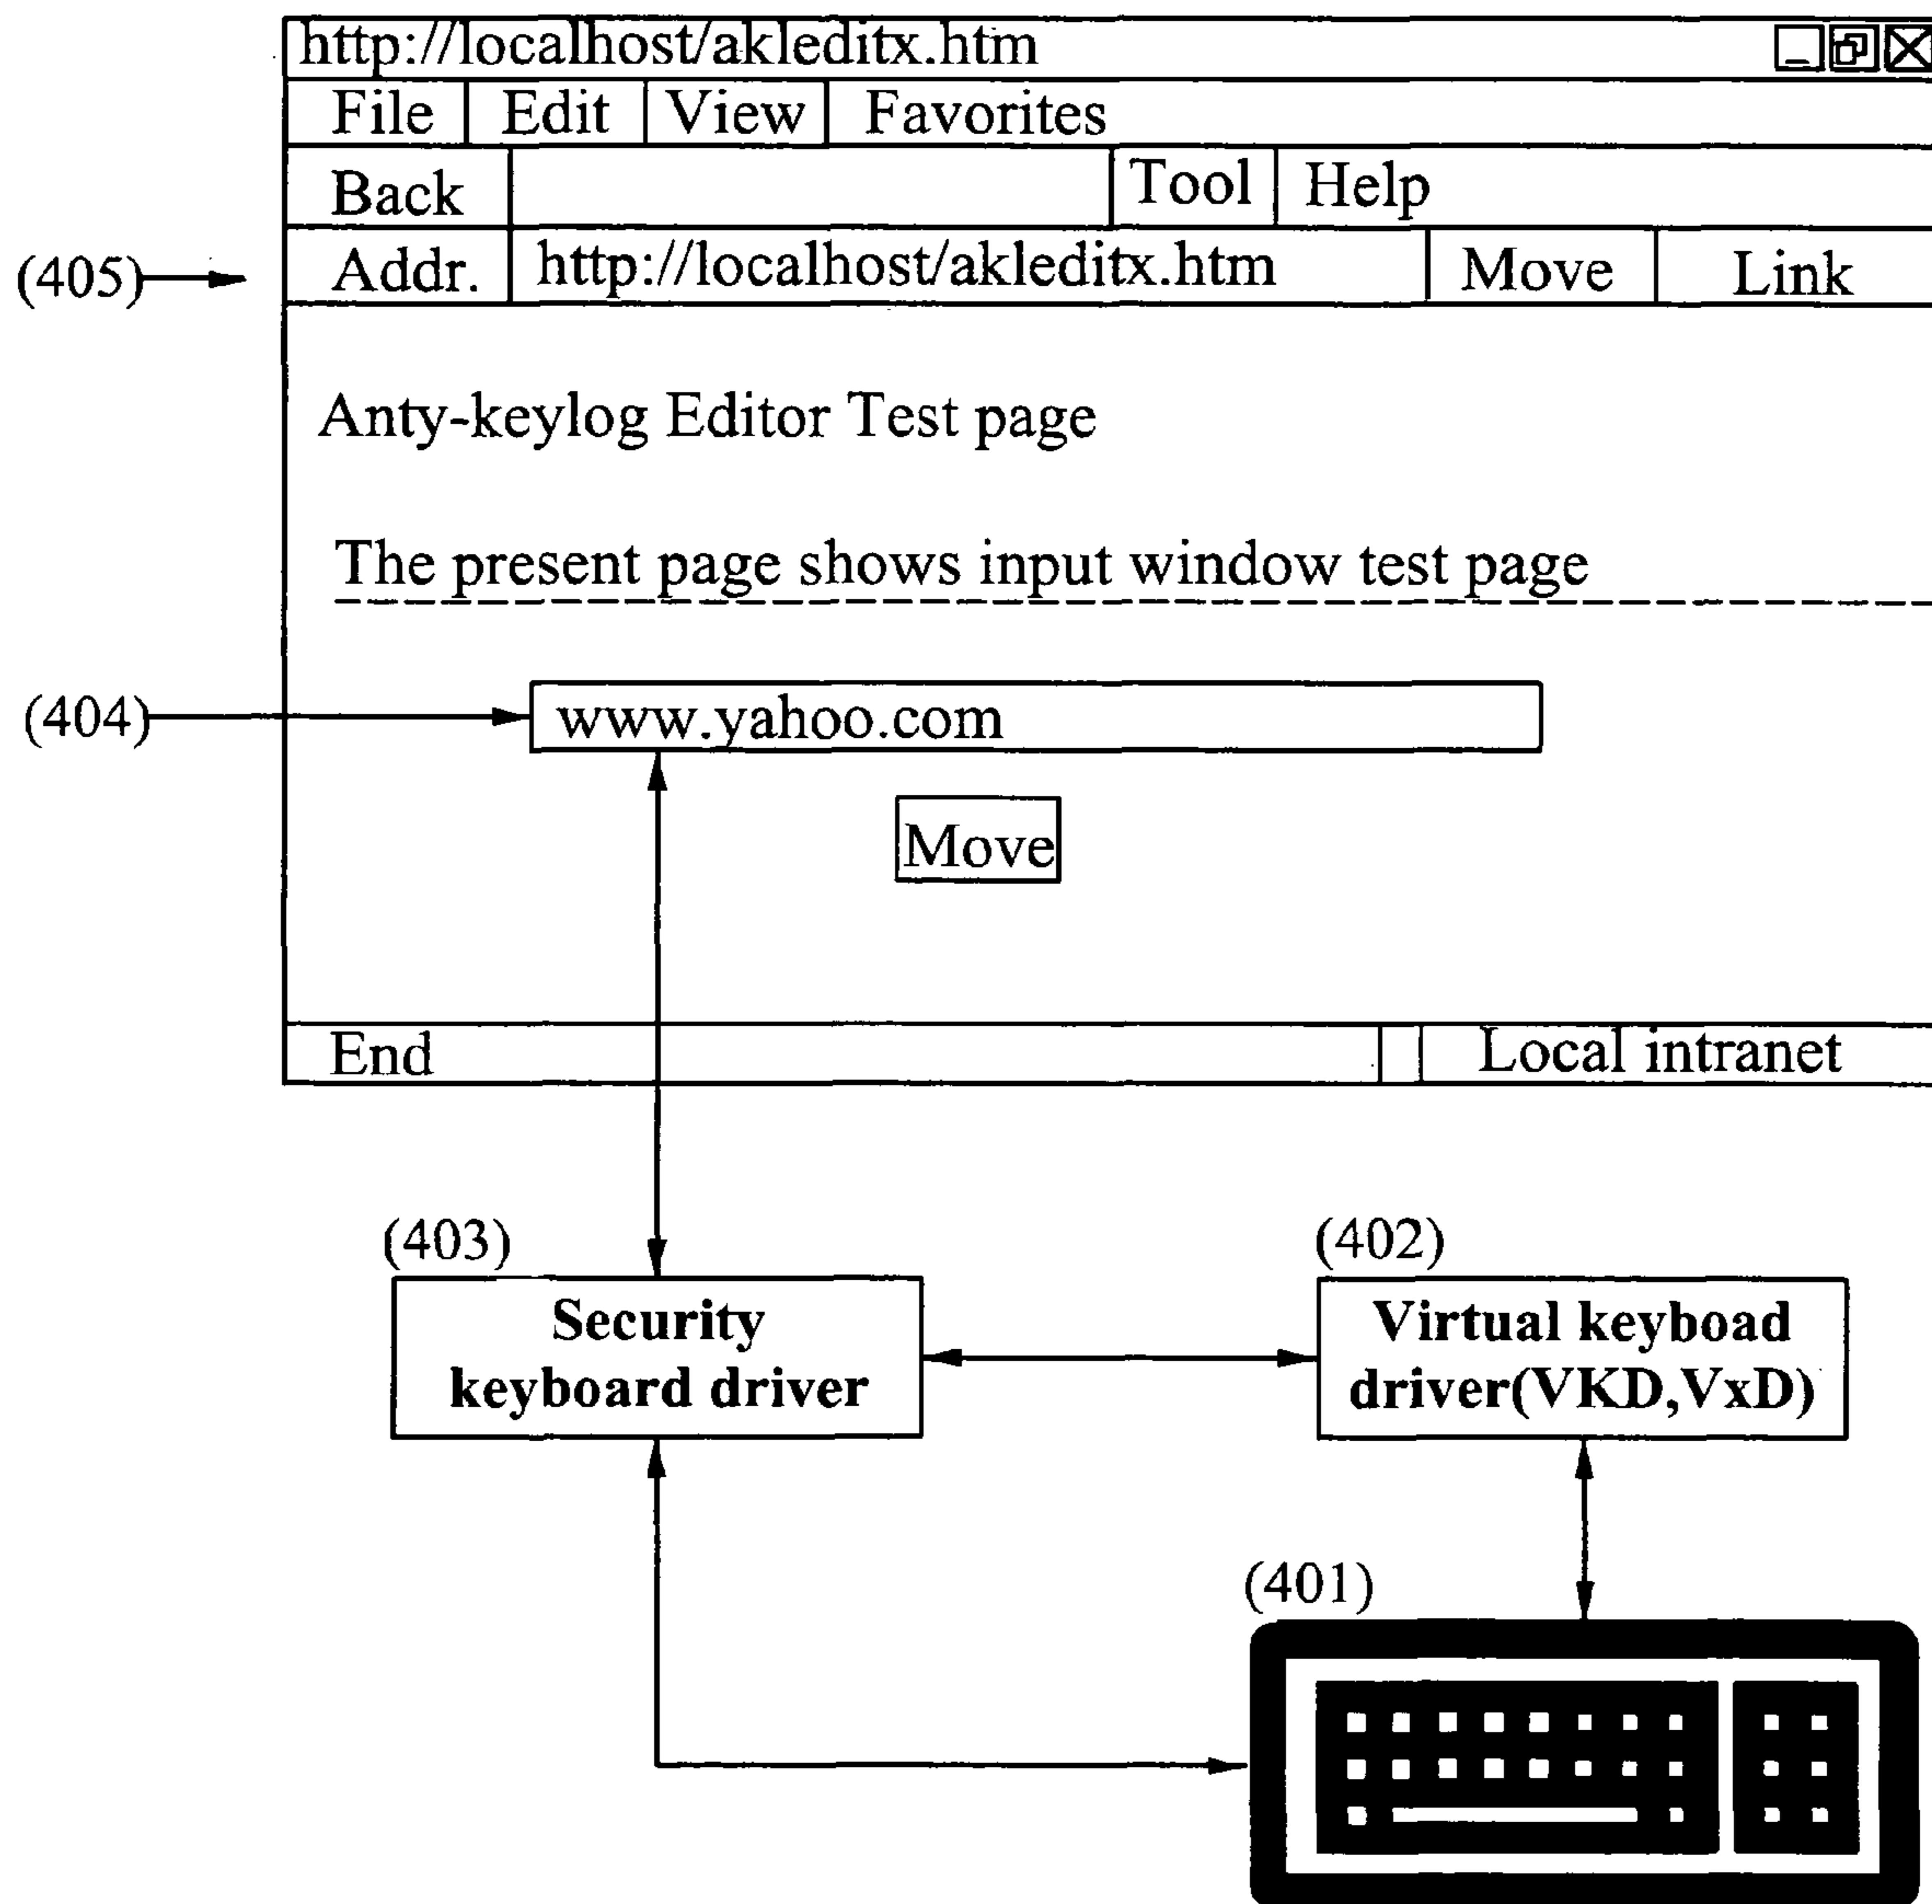 http://localhost/akleditx.htm
File Edit View Favorites
Back Tool Help
(405) Addr. http://localhost/akleditx.htm Move Link
Anty-keylog Editor Test page
The present page shows input window test page
(404) www.yahoo.com
Move
End Local intranet
(403) (402)
Security
keyboard driver
Virtual keyboad
driver(VKD,VxD)
(401)